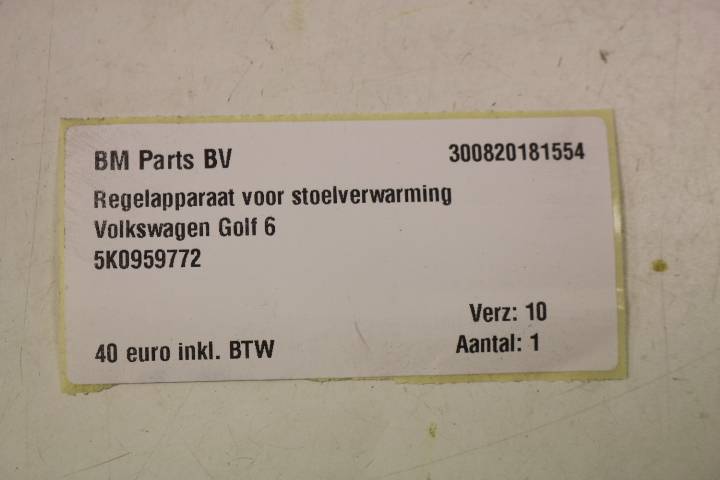 BM Parts BV 300820181554
Regelapparaat voor stoelverwarming
Volkswagen Golf 6
5K0959772
Verz: 10
40 euro inkl. BTW Aantal: 1